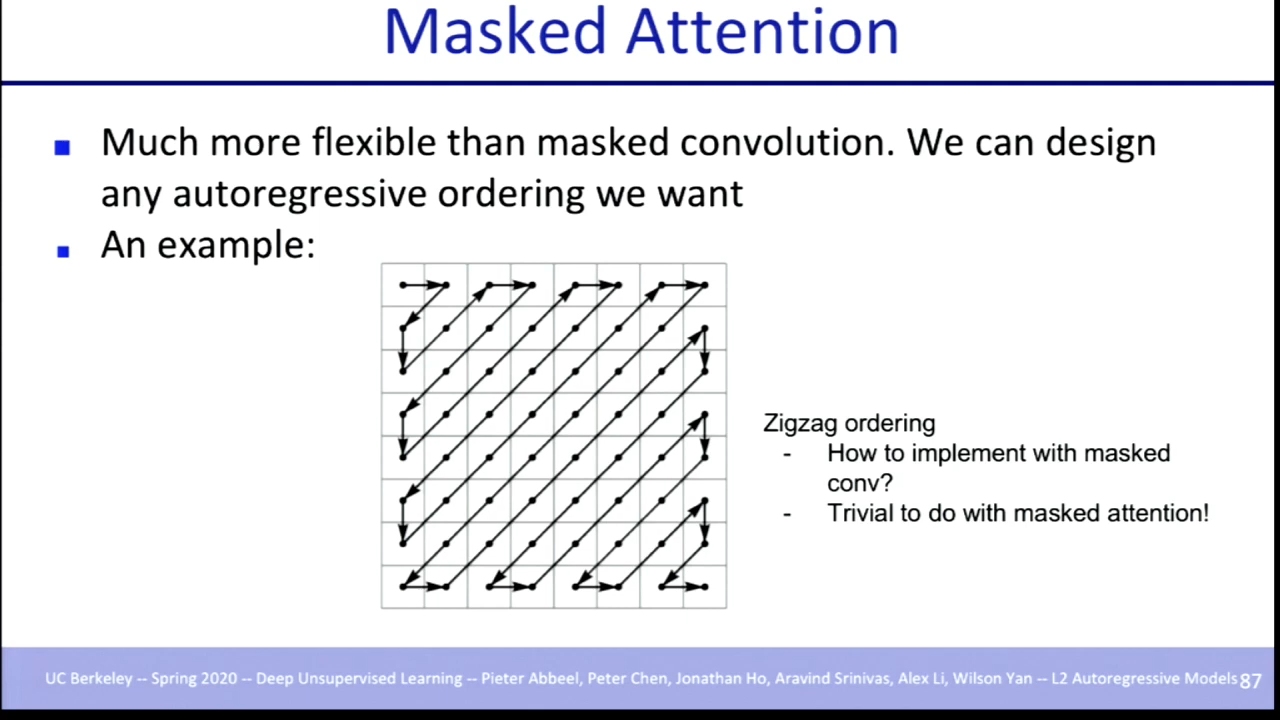 Masked Attention
Much more flexible than masked convolution. We can design
any autoregressive ordering we want
An example:
Zigzag ordering
- How to implement with masked
conv?
- Trivial to do with masked attention!
UC Berkeley -- Spring 2020 -- Deep Unsupervised Learning -- Pieter Abbeel, Peter Chen, Jonathan Ho, Aravind Srinivas, Alex Li, Wilson Yan -- L2 Autoregressive Models 87